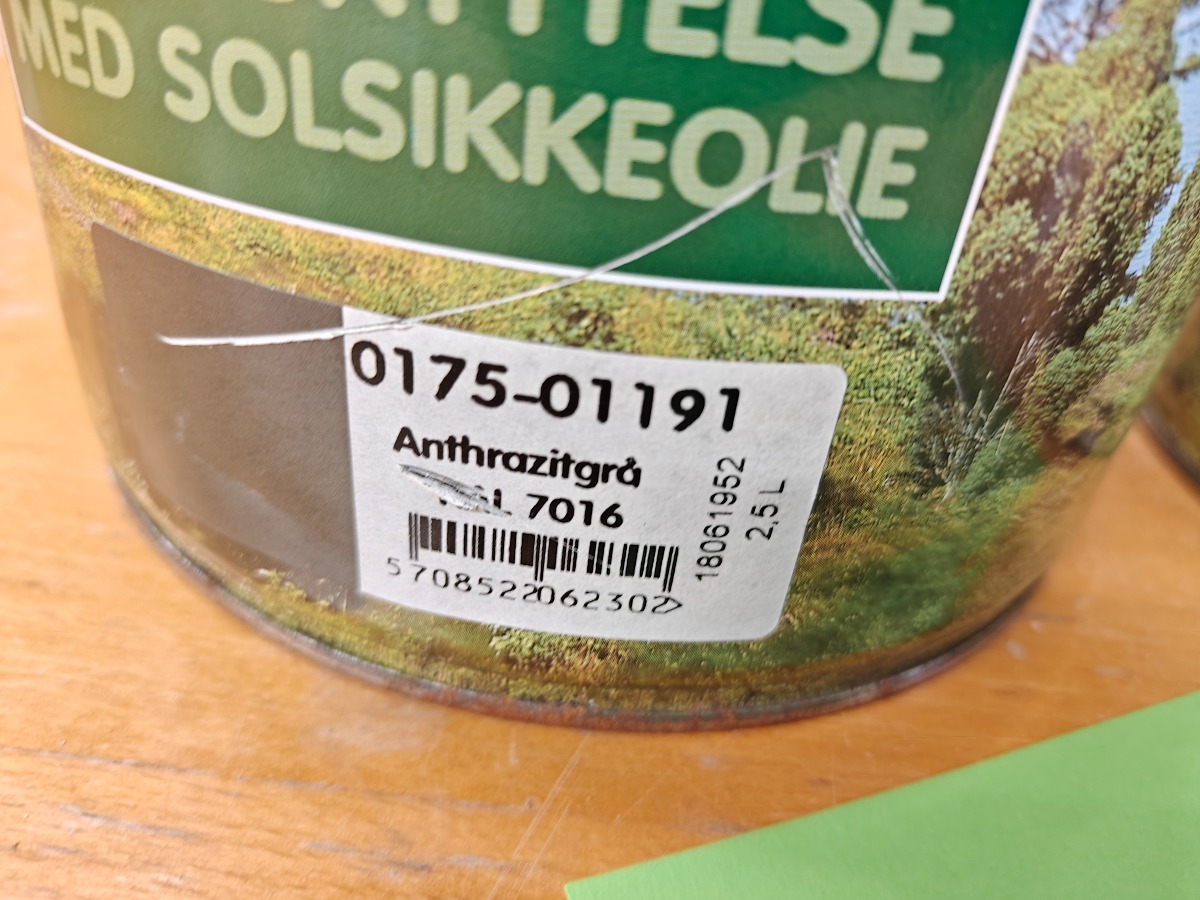 MED SOLSIKKEOLIE
0175-01191
Anthrazitgrå
7016
5708522062302>
18061952
2,5 L